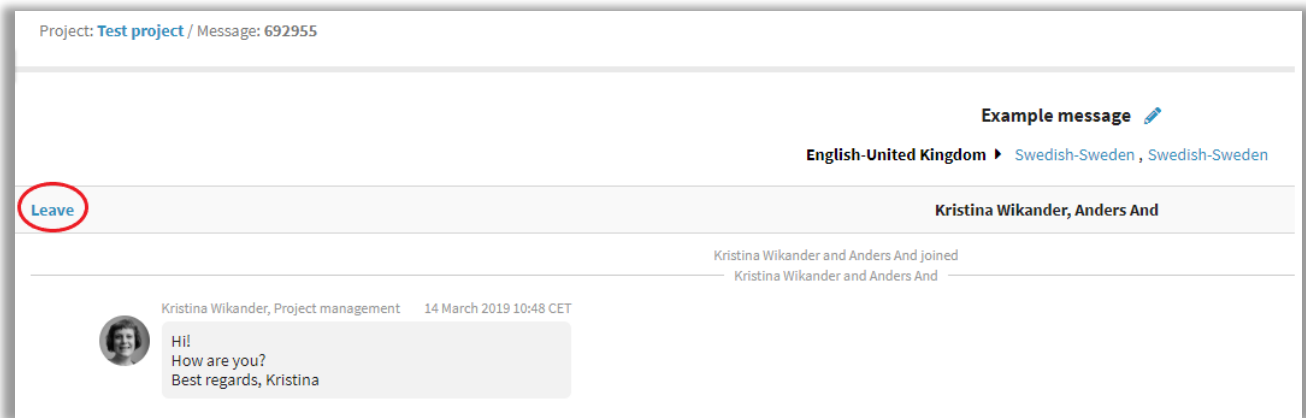 Project: Test project / Message: 692955
Example message
English-United Kingdom Swedish-Sweden , Swedish-Sweden
Leave
Kristina Wikander, Anders And
Kristina Wikander and Anders And joined
Kristina Wikander and Anders And
Kristina Wikander, Project management 14 March 2019 10:48 CET
Hi!
How are you?
Best regards, Kristina